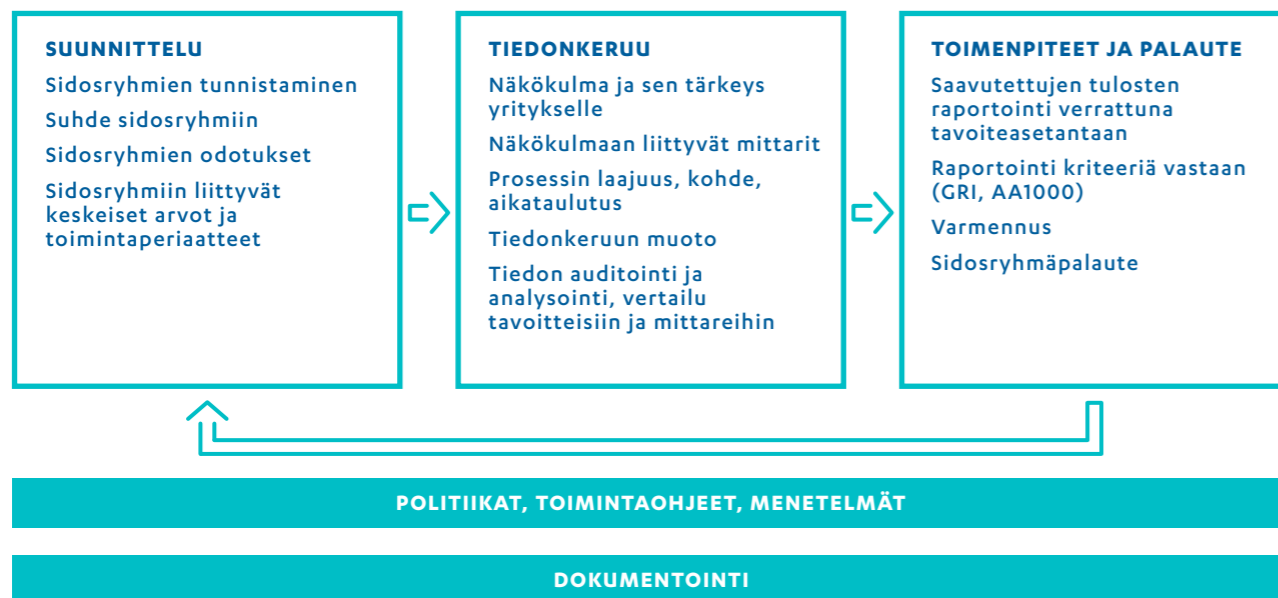 SUUNNITTELU
Sidosryhmien tunnistaminen
Suhde sidosryhmiin
Sidosryhmien odotukset
Sidosryhmiin liittyvät
keskeiset arvot ja
toimintaperiaatteet
TIEDONKERUU
Näkökulma ja sen tärkeys
yritykselle
Näkökulmaan liittyvät mittarit
Prosessin laajuus, kohde,
aikataulutus
Tiedonkeruun muoto
Tiedon auditointi ja
analysointi, vertailu
tavoitteisiin ja mittareihin
TOIMENPITEET JA PALAUTE
Saavutettujen tulosten
raportointi verrattuna
tavoiteasetantaan
Raportointi kriteeriä vastaan
(GRI, AA1000)
Varmennus
Sidosryhmäpalaute
POLITIIKAT, TOIMINTAOHJEET, MENETELMÄT
DOKUMENTOINTI